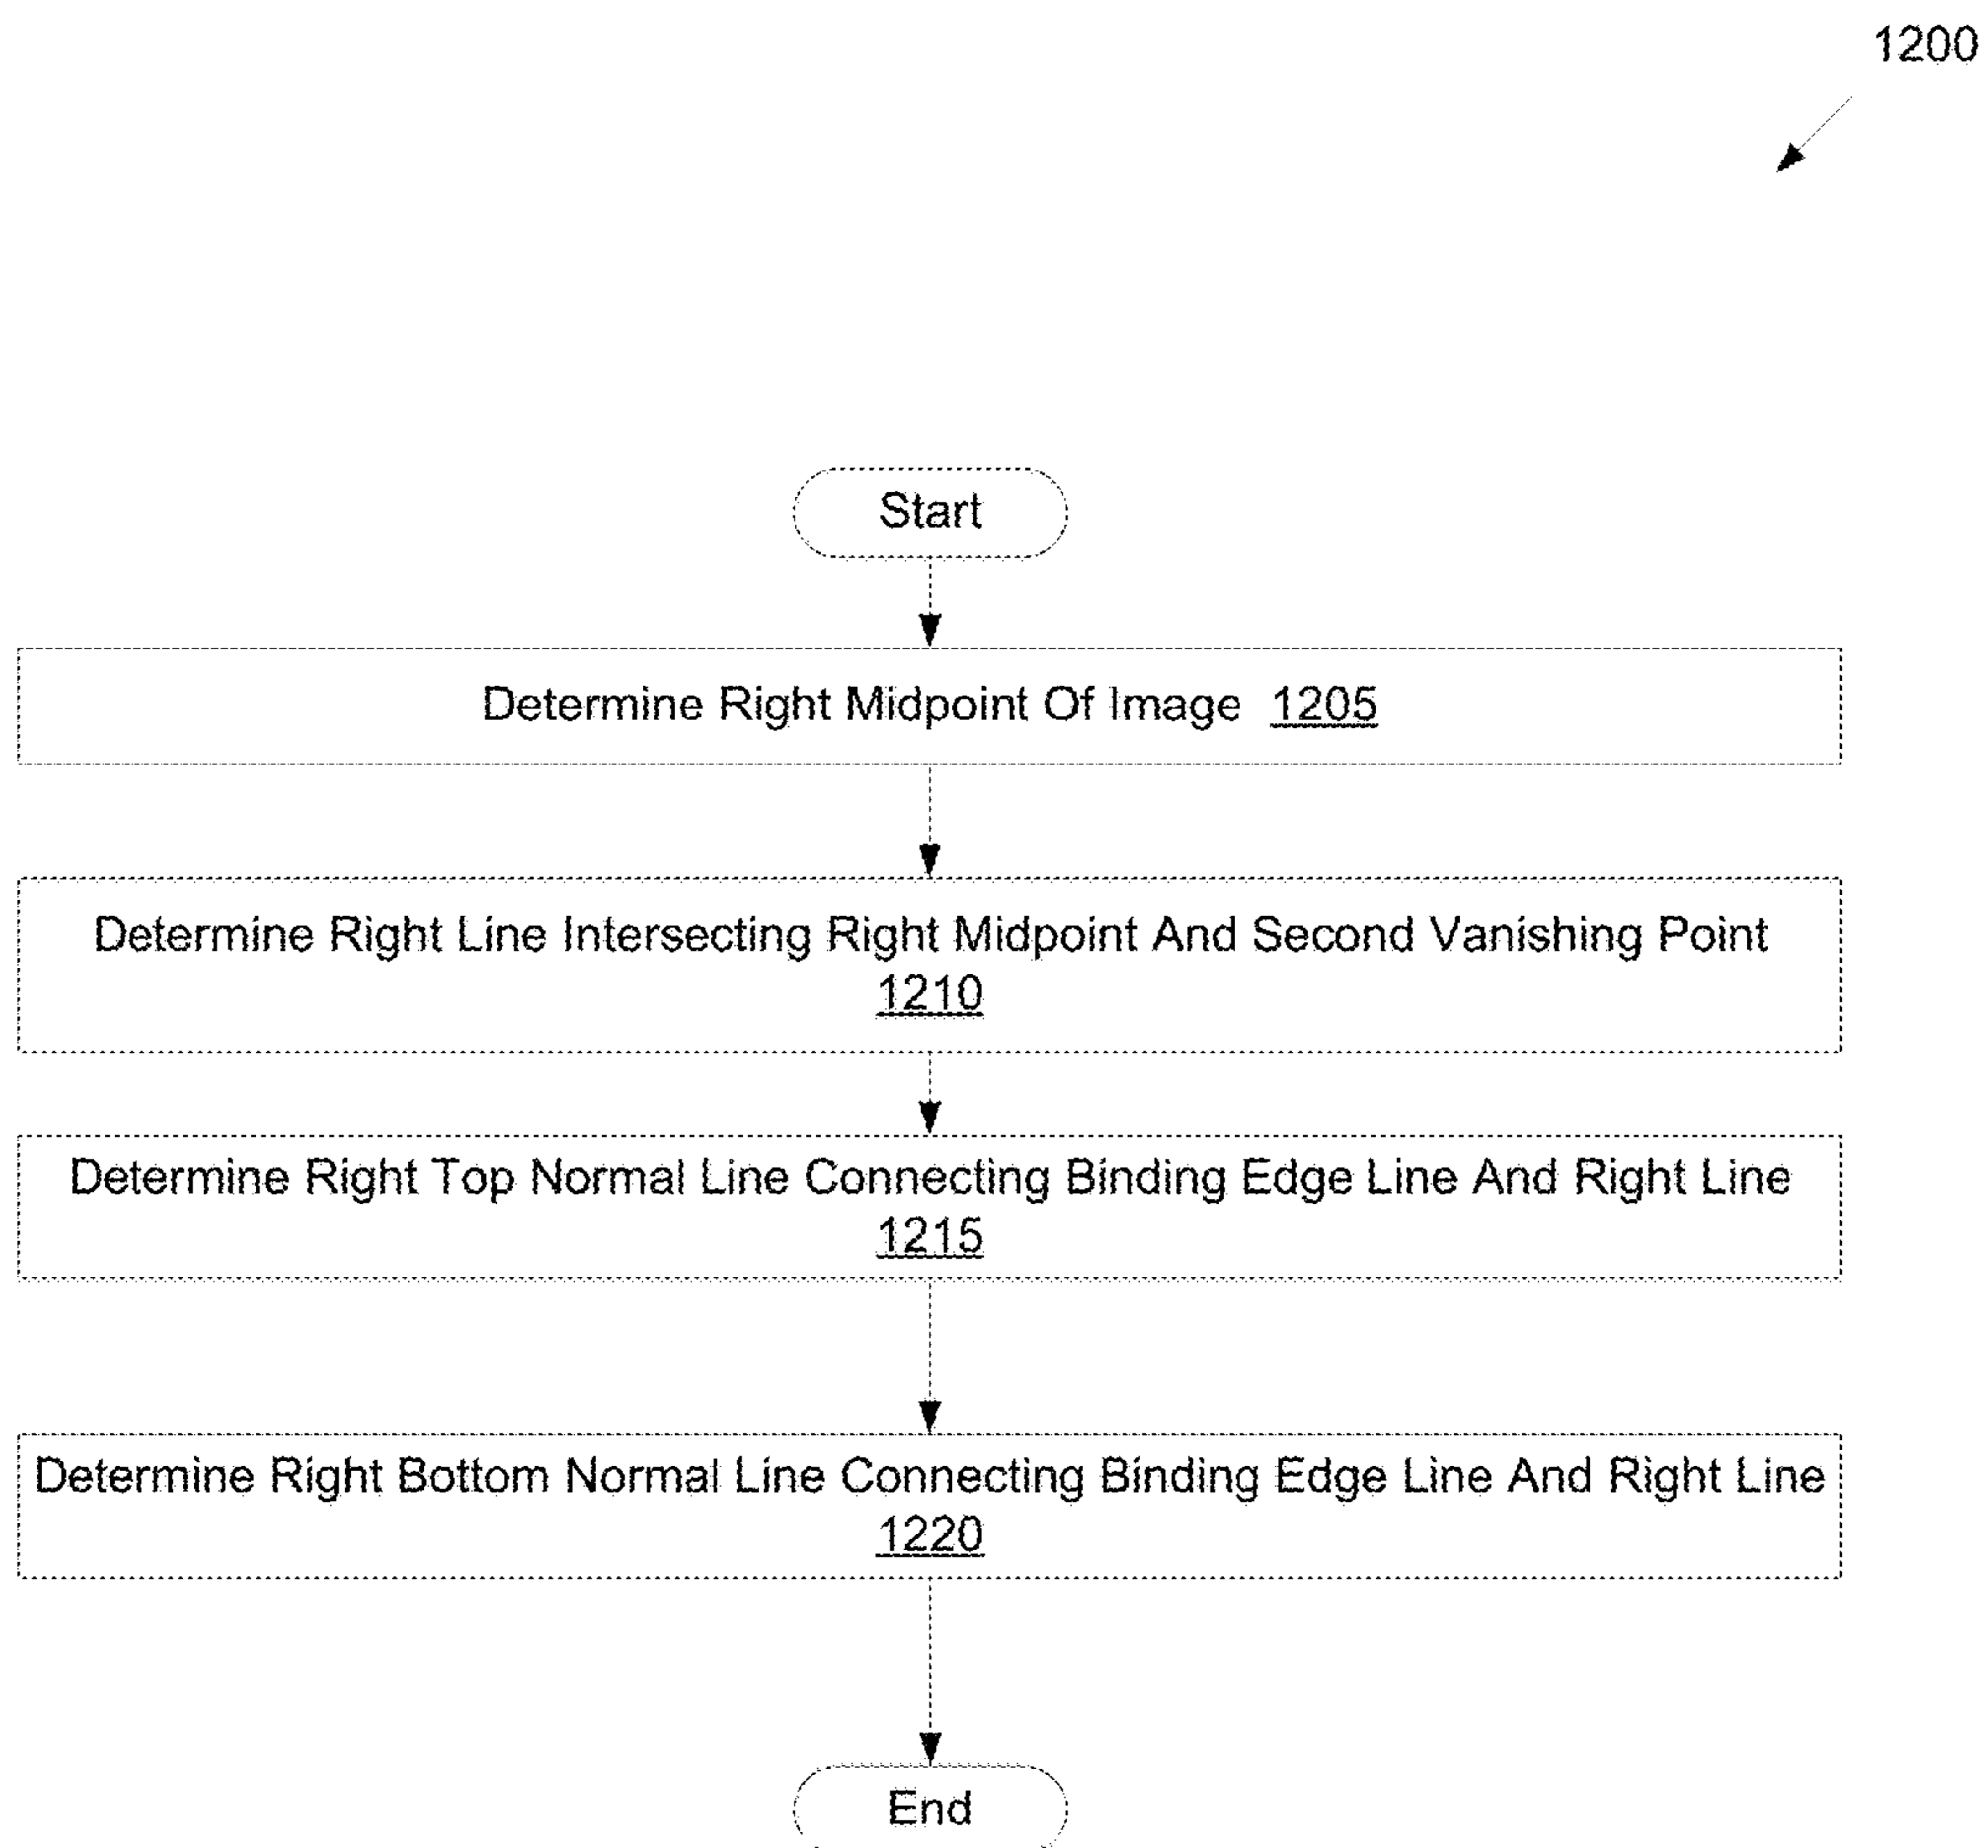 1200
Start
Determine Right Midpoint Of Image 1205
Determine Right Line Intersecting Right Midpoint And Second Vanishing Point
1210
Determine Right Top Normal Line Connecting Binding Edge Line And Right Line
1215
Determine Right Bottom Normal Line Connecting Binding Edge Line And Right Line
1220
End